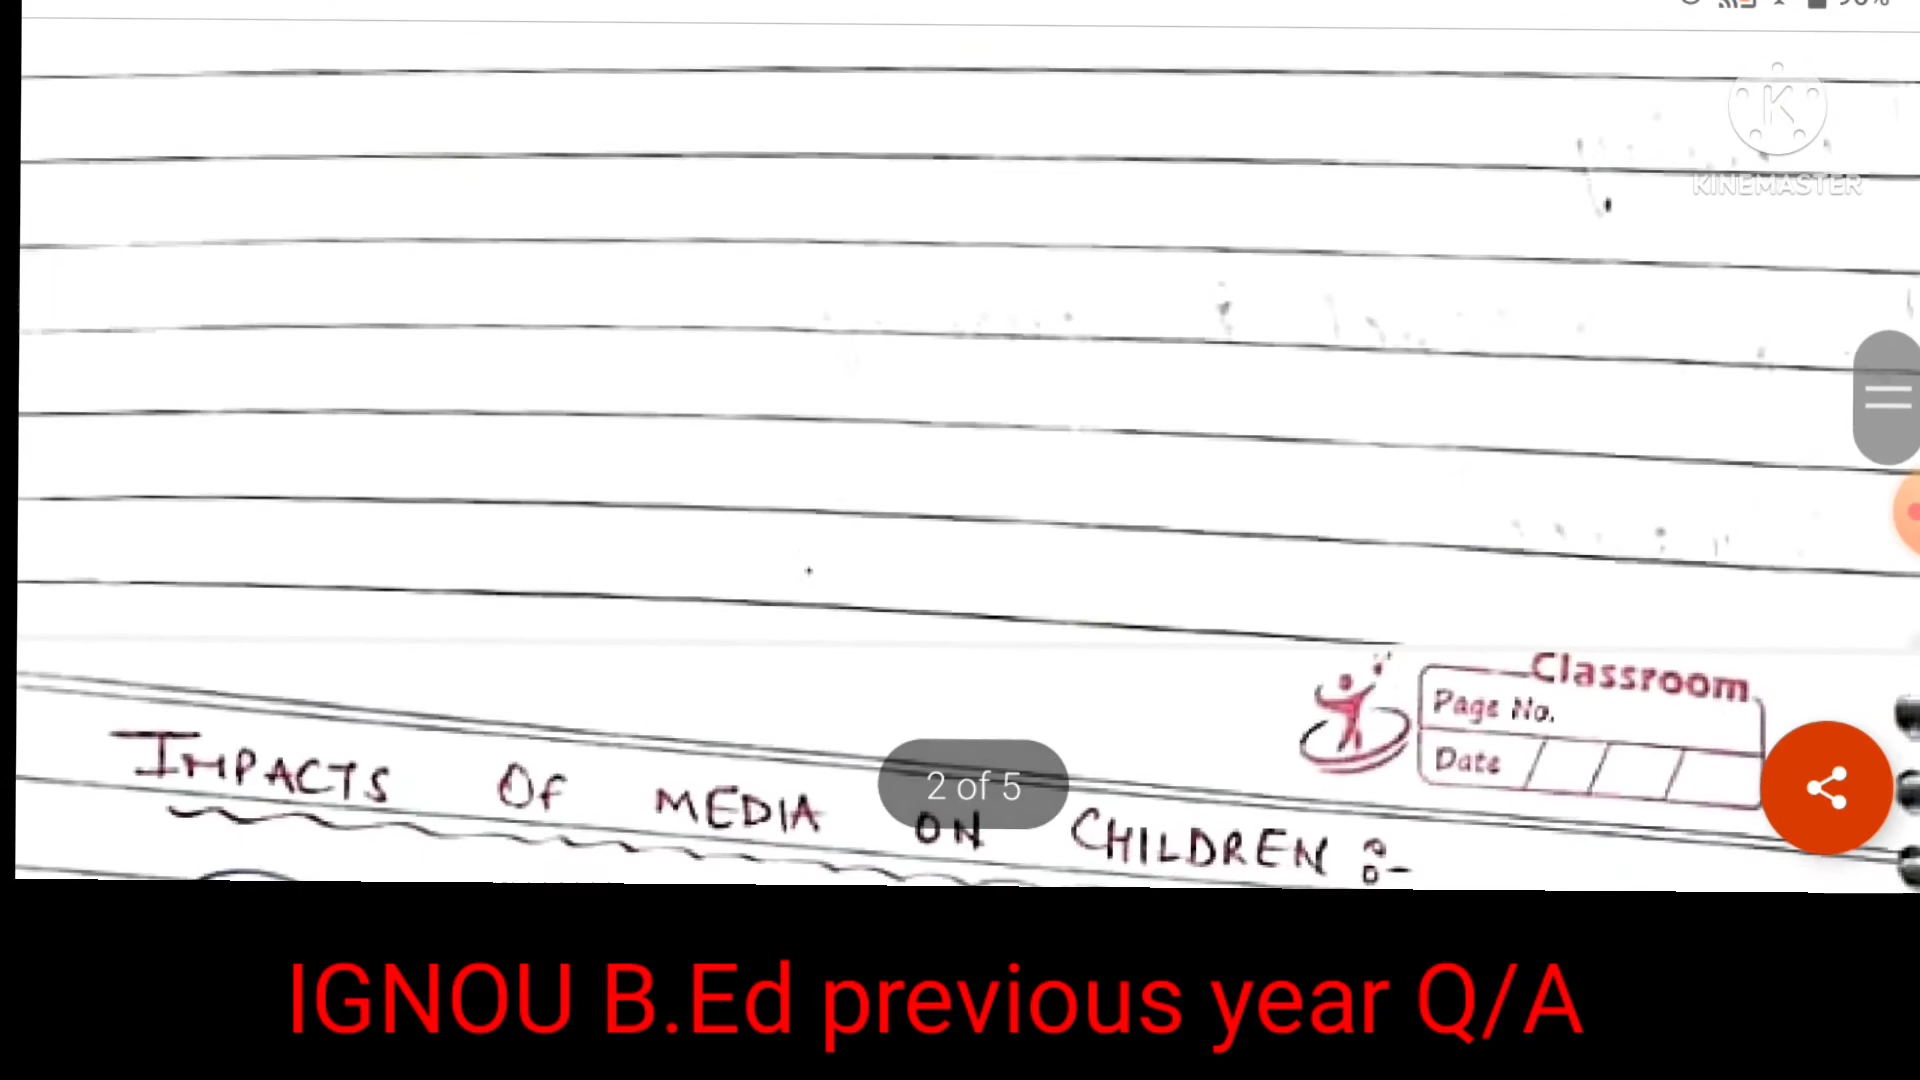 KINEMASTER
Classroom
Page No.
Date
2 of 5
IMPACTS Of MEDIA ON CHILDREN :-
IGNOU B.Ed previous year Q/A